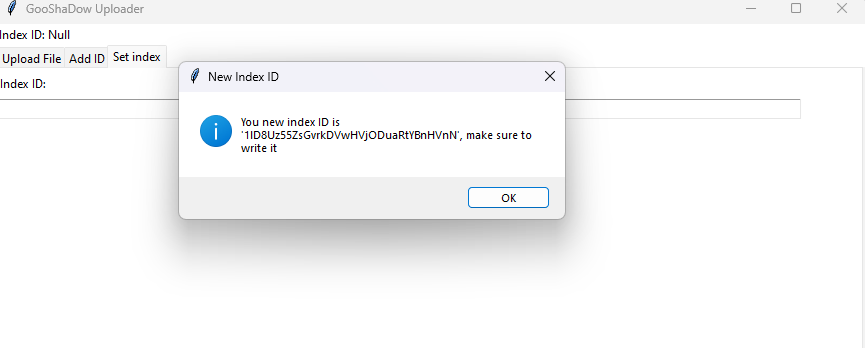 GooShaDow Uploader
Index ID: Null
Upload File
Add ID
Set index
Index ID:
New Index ID
You new index ID is
'1ID8Uz55ZsGvrkDVwHVjODuaRtYBnHVnN', make sure to
write it
OK